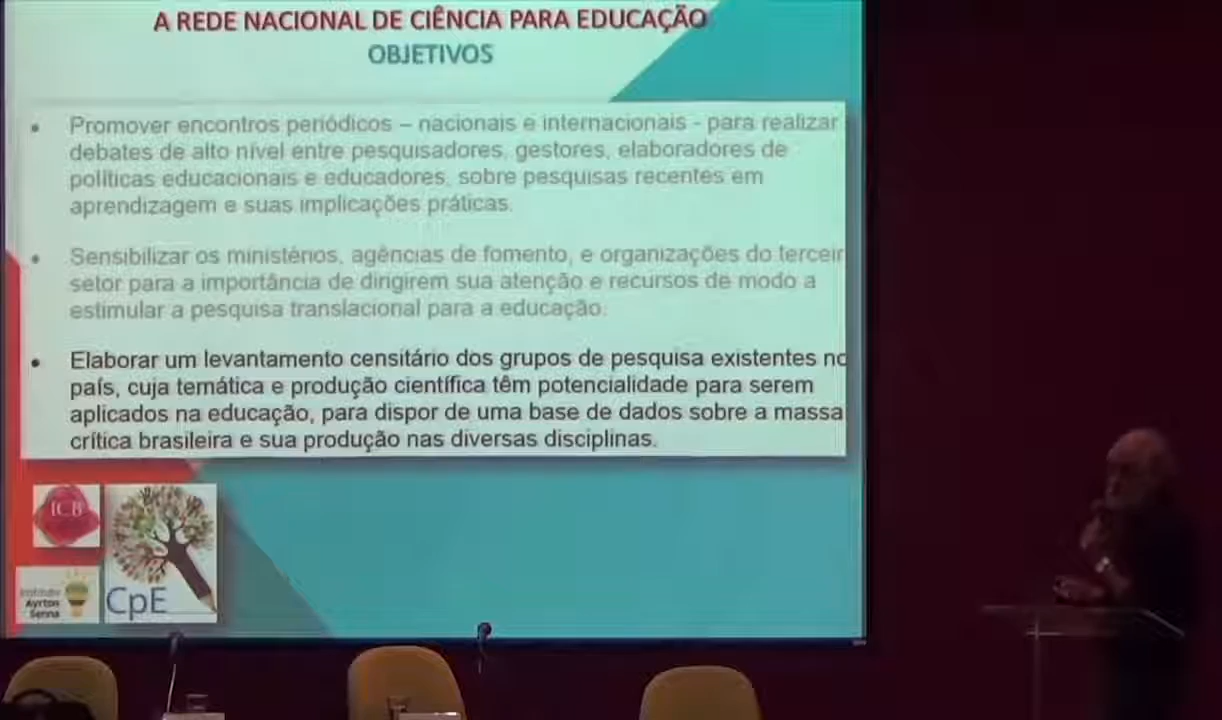 A REDE NACIONAL DE CIÊNCIA PARA EDUCAÇÃO
OBJETIVOS
• Promover encontros periódicos – nacionais e internacionais - para realizar
debates de alto nível entre pesquisadores, gestores, elaboradores de
políticas educacionais e educadores, sobre pesquisas recentes em
aprendizagem e suas implicações práticas.
• Sensibilizar os ministérios, agências de fomento, e organizações do terceir
setor para a importância de dirigirem sua atenção e recursos de modo a
estimular a pesquisa translacional para a educação.
• Elaborar um levantamento censitário dos grupos de pesquisa existentes no
país, cuja temática e produção científica têm potencialidade para serem
aplicados na educação, para dispor de uma base de dados sobre a massa
crítica brasileira e sua produção nas diversas disciplinas.
ICB
instituto
Ayrton
Senna
CpE